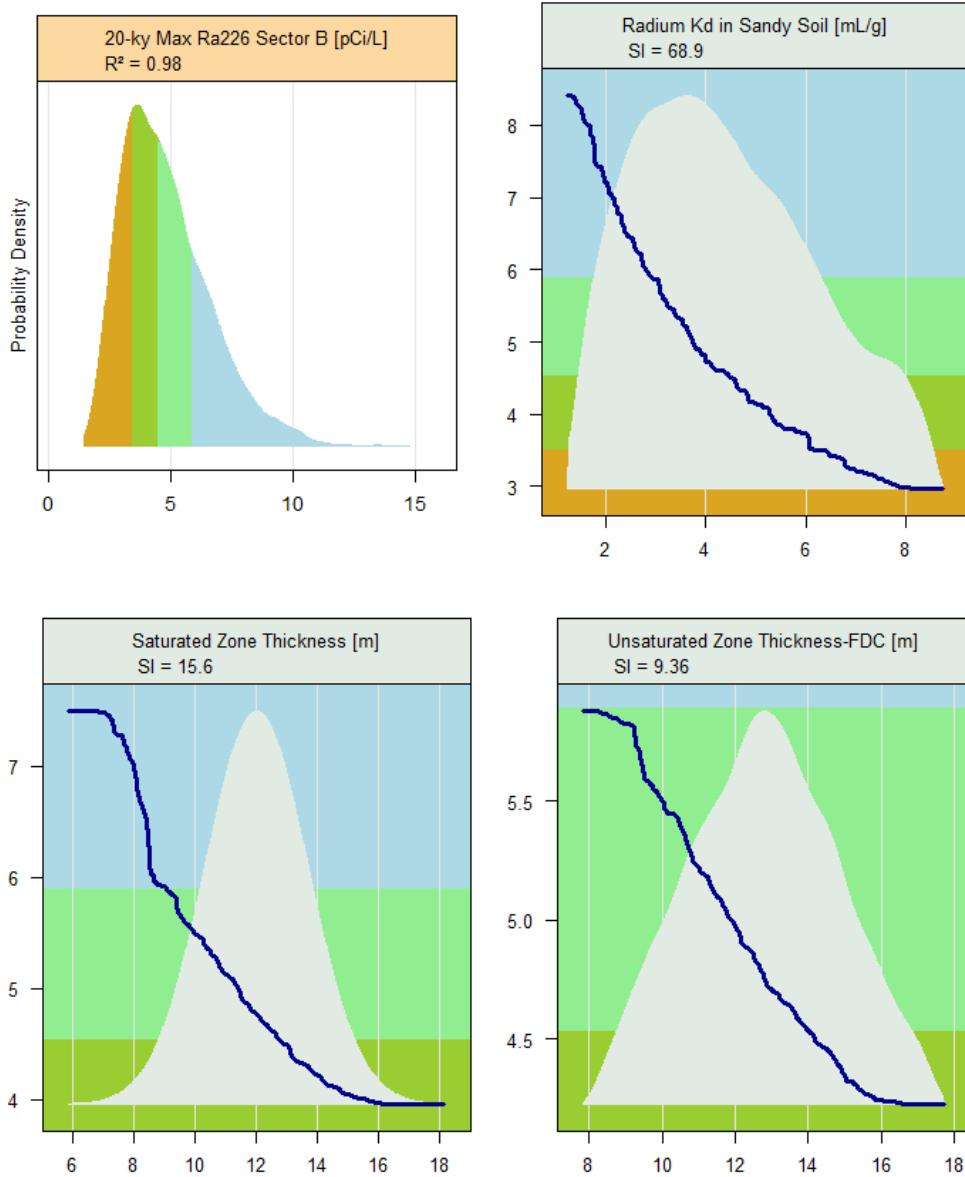 20-ky Max Ra226 Sector B [pCi/L]
R² = 0.98
Probability Density
0 5 10 15
Radium Kd in Sandy Soil [mL/g]
SI = 68.9
8
7
6
5
4
3
2 4 6 8
Saturated Zone Thickness [m]
SI = 15.6
7
6
5
4
6 8 10 12 14 16 18
Unsaturated Zone Thickness-FDC [m]
SI = 9.36
5.5
5.0
4.5
8 10 12 14 16 18